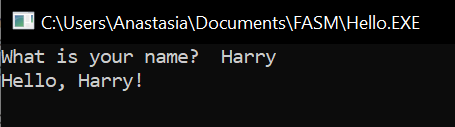 C:\Users\Anastasia\Documents\FASM\Hello.EXE
What is your name?  Harry
Hello, Harry!